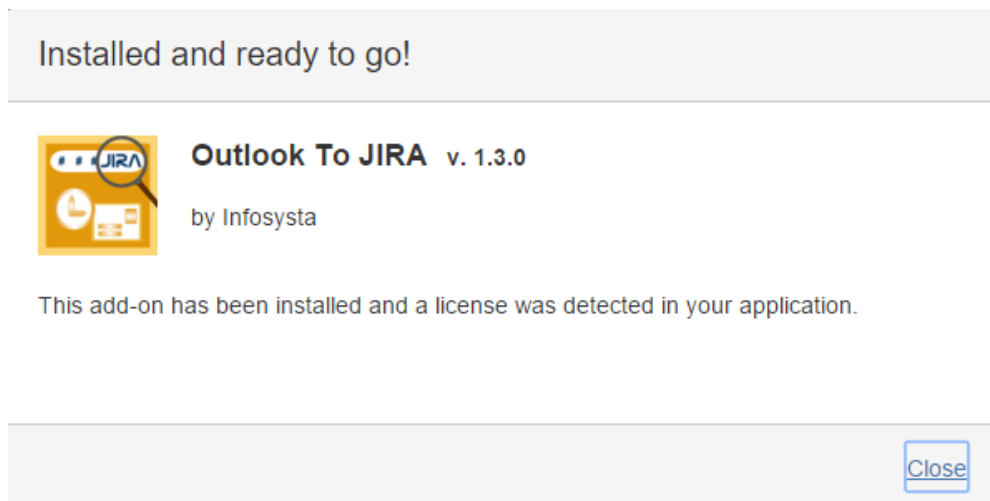 Installed and ready to go!
JIRA
Outlook To JIRA v. 1.3.0
by Infosysta
This add-on has been installed and a license was detected in your application.
Close